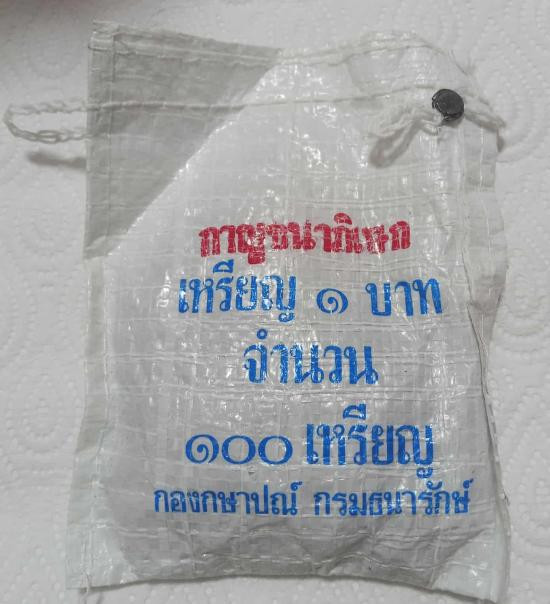 กาญจนาภิเษก
เหรียญ ๑ บาท
จำนวน
๑๐๐ เหรียญ
กองกษาปณ์ กรมธนารักษ์